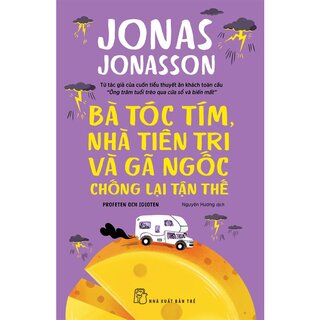 JONAS
JONASSON
Từ tác giả của cuốn tiểu thuyết ăn khách toàn cầu
"Ông trăm tuổi trèo qua cửa sổ và biến mất"
BÀ TÓC TÍM,
NHÀ TIÊN TRI
VÀ GÃ NGỐC
CHỐNG LẠI TẬN THẾ
PROFETEN OCH IDIOTEN
Nguyễn Hương dịch
NHÀ XUẤT BẢN TRẺ